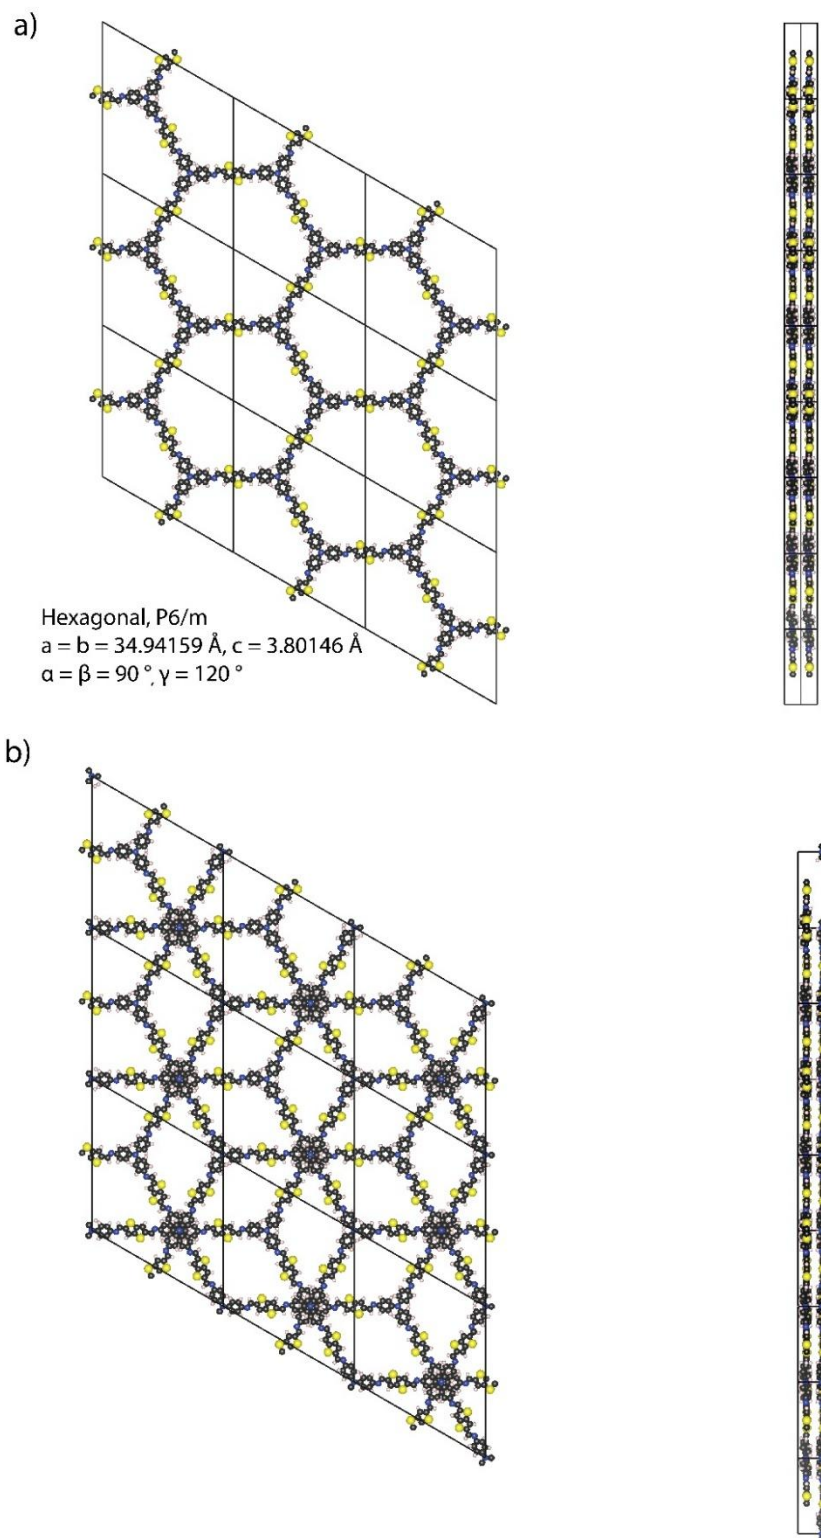 a)
Hexagonal, P6/m
a = b = 34.94159 Å, c = 3.80146 Å
α = β = 90 °, γ = 120 °
b)